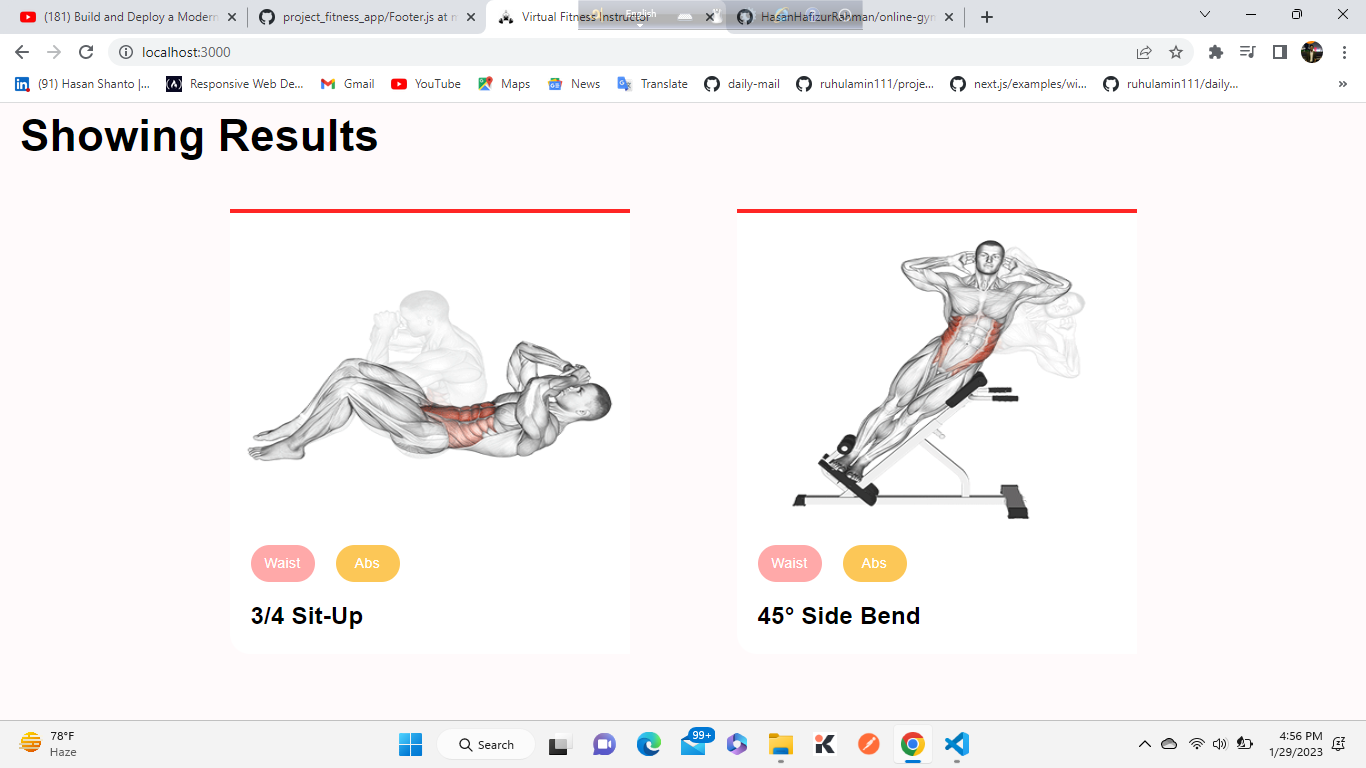 (181) Build and Deploy a Modern
project_fitness_app/Footer.js at m
Virtual Fitness Instructor
English
HasanHafizurRahman/online-gyn
localhost:3000
(91) Hasan Shanto |...
Responsive Web De...
Gmail
YouTube
Maps
News
Translate
daily-mail
ruhulamin111/proje...
next.js/examples/wi...
ruhulamin111/daily...
»
Showing Results
Waist
Abs
3/4 Sit-Up
Waist
Abs
45° Side Bend
78°F
Haze
Search
99+
4:56 PM
1/29/2023